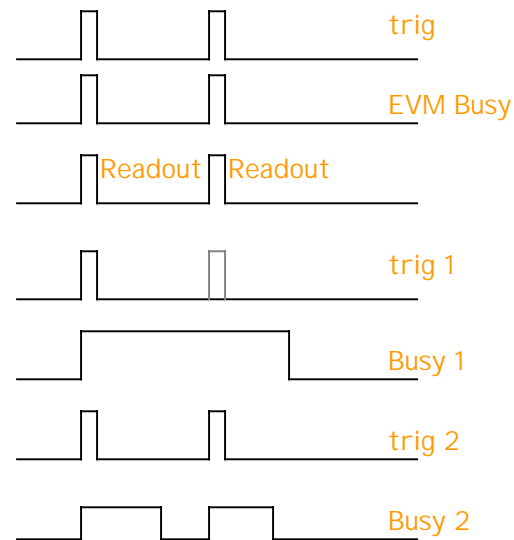 trig
EVM Busy
Readout Readout
trig 1
Busy 1
trig 2
Busy 2